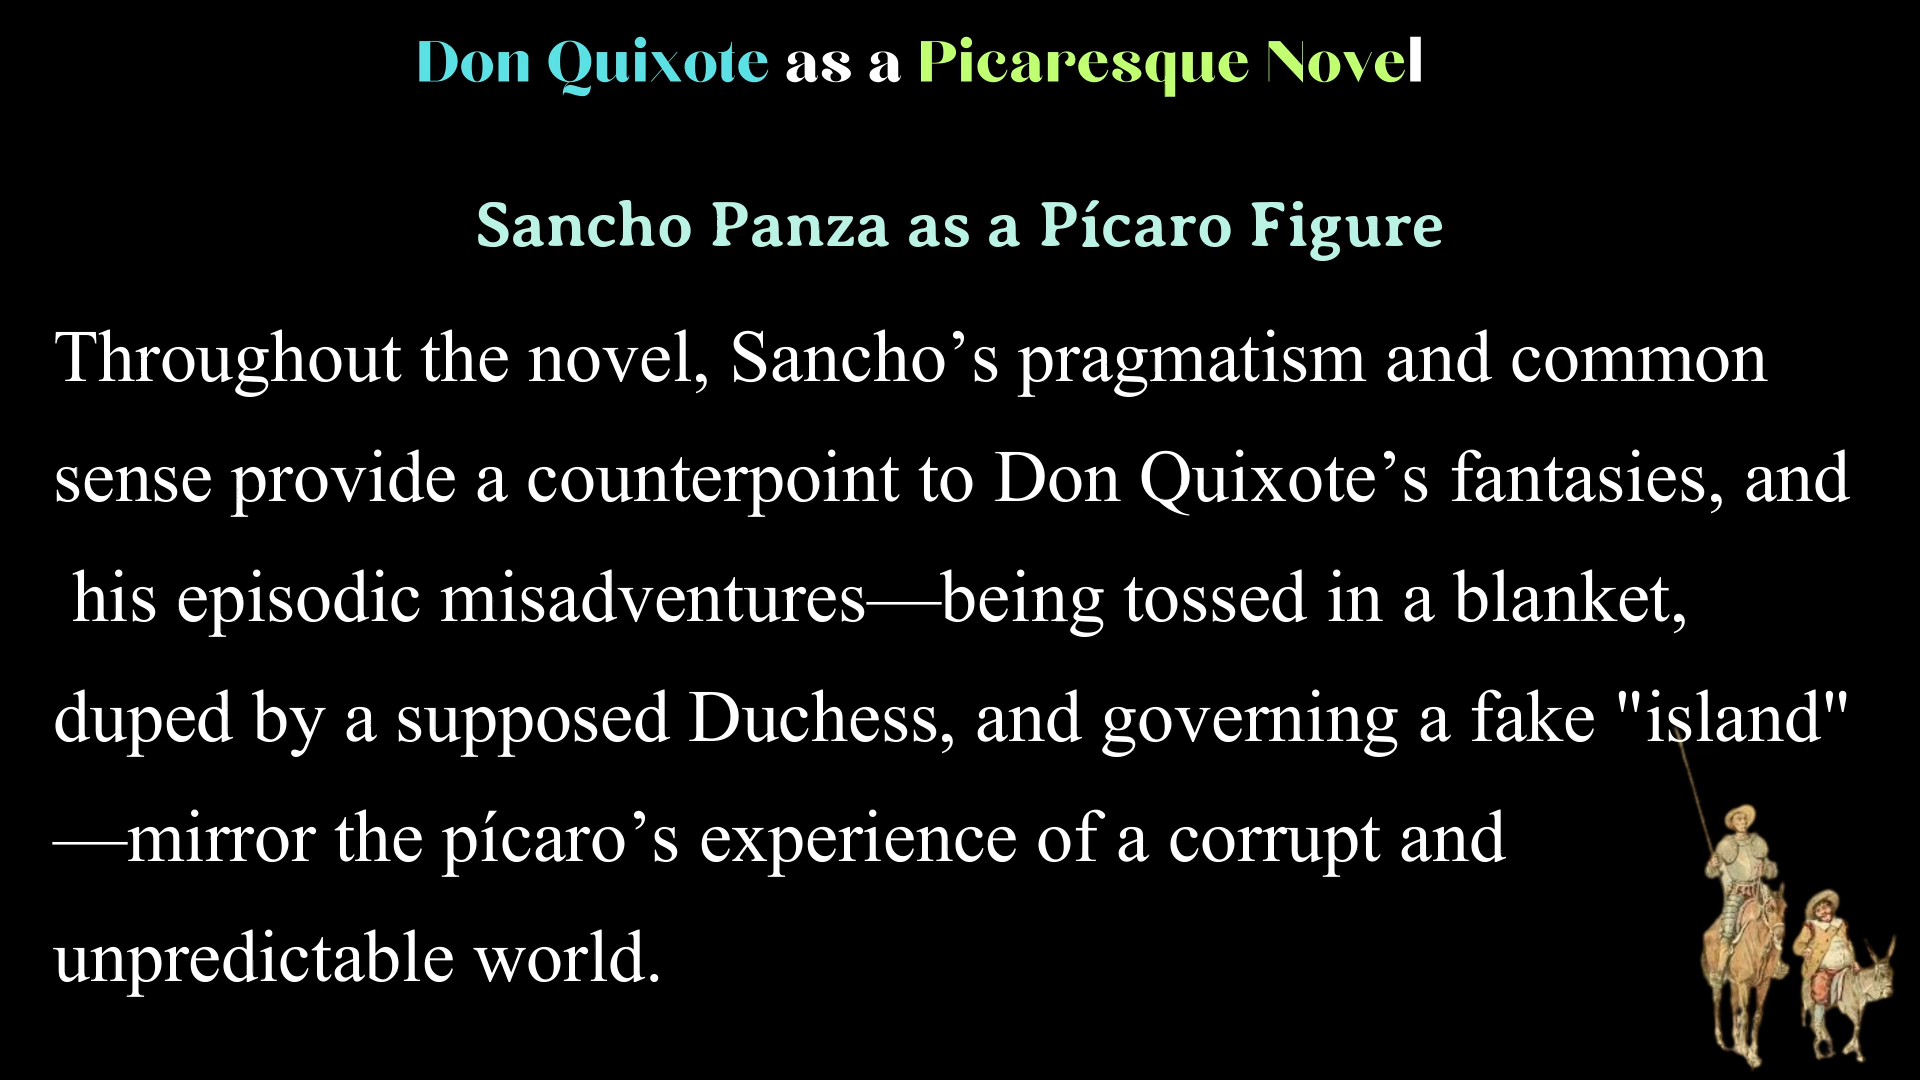 Don Quixote as a Picaresque Novel
Sancho Panza as a Pícaro Figure
Throughout the novel, Sancho’s pragmatism and common
sense provide a counterpoint to Don Quixote’s fantasies, and
his episodic misadventures—being tossed in a blanket,
duped by a supposed Duchess, and governing a fake "island"
—mirror the pícaro’s experience of a corrupt and
unpredictable world.